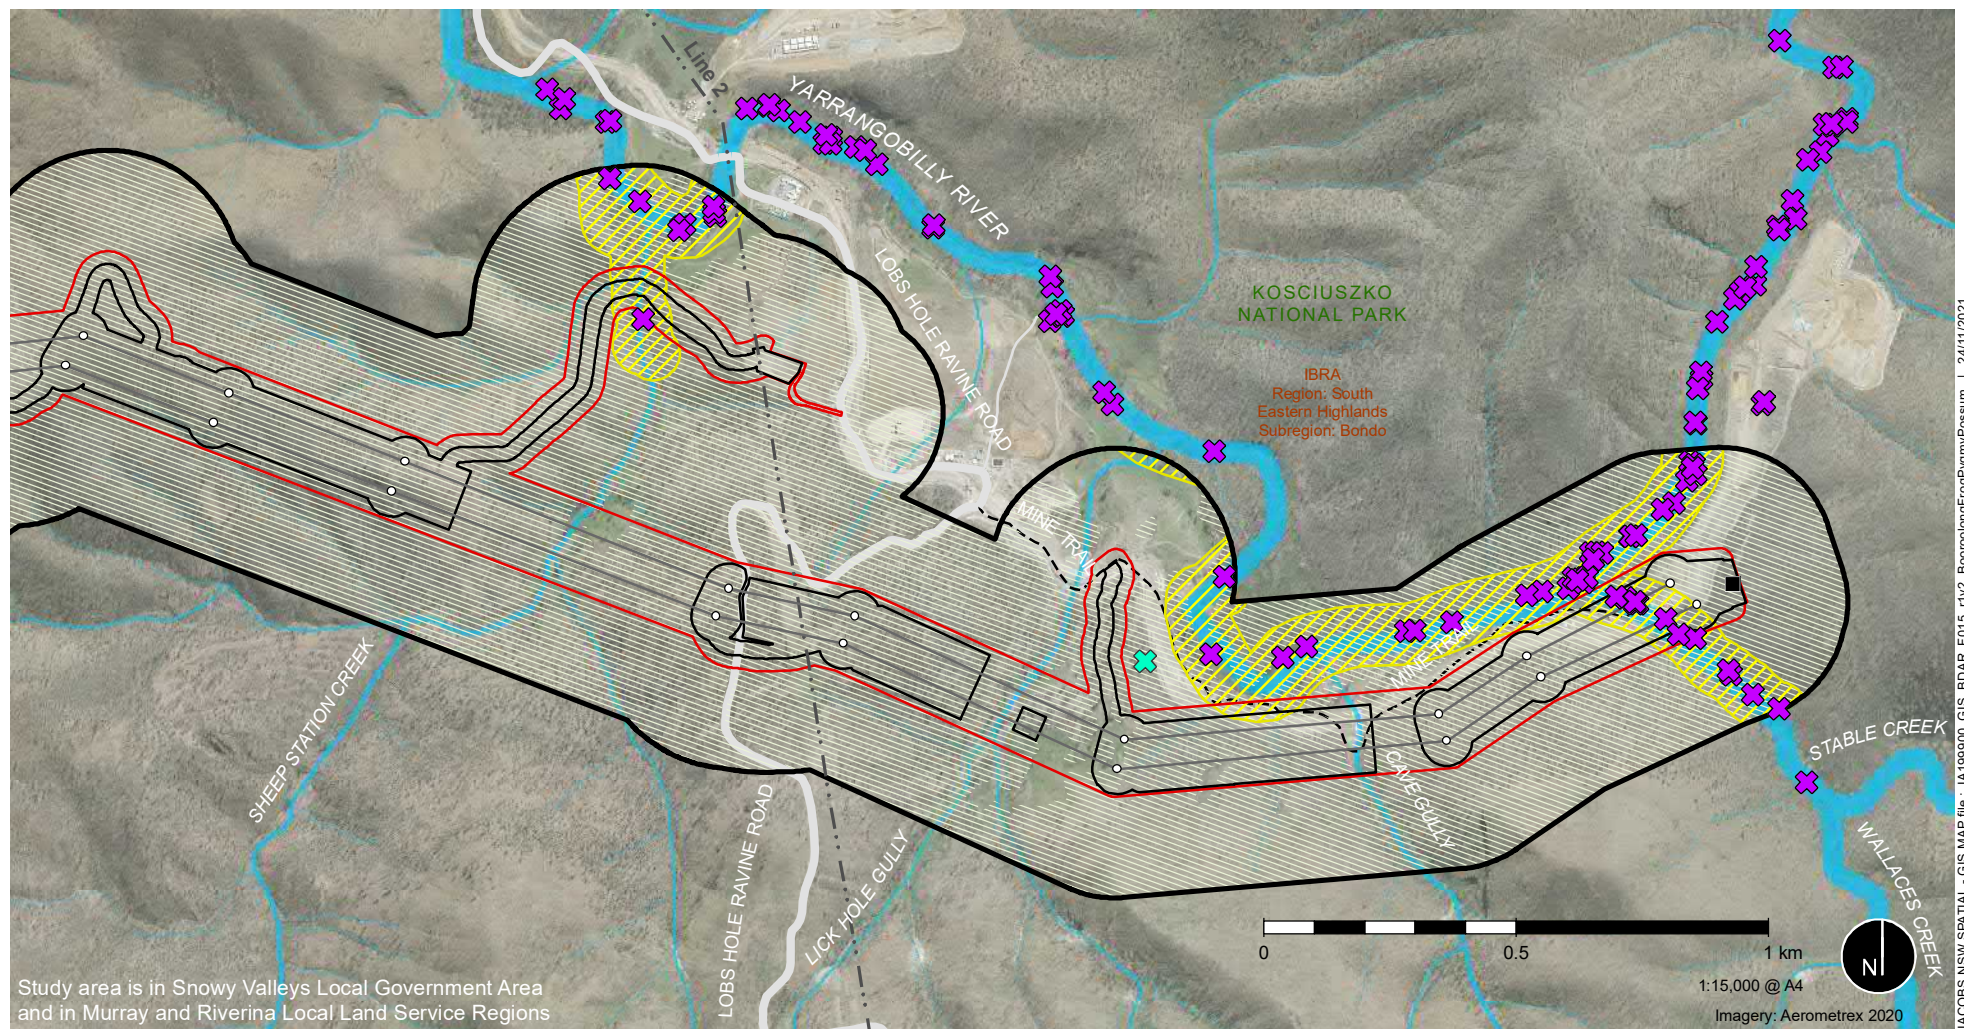 Line 2
YARRANGOBILLY RIVER
LOBS HOLE RAVINE ROAD
KOSCIUSZKO
NATIONAL PARK
IBRA
Region: South
Eastern Highlands
Subregion: Bondo
MINE TRAIL
MINE TRAIL
SHEEP STATION CREEK
LOBS HOLE RAVINE ROAD
LICK HOLE GULLY
CAVE GULLY
STABLE CREEK
WALLACES CREEK
0 0.5 1 km
1:15,000 @ A4
N
Imagery: Aerometrex 2020
Study area is in Snowy Valleys Local Government Area
and in Murray and Riverina Local Land Service Regions